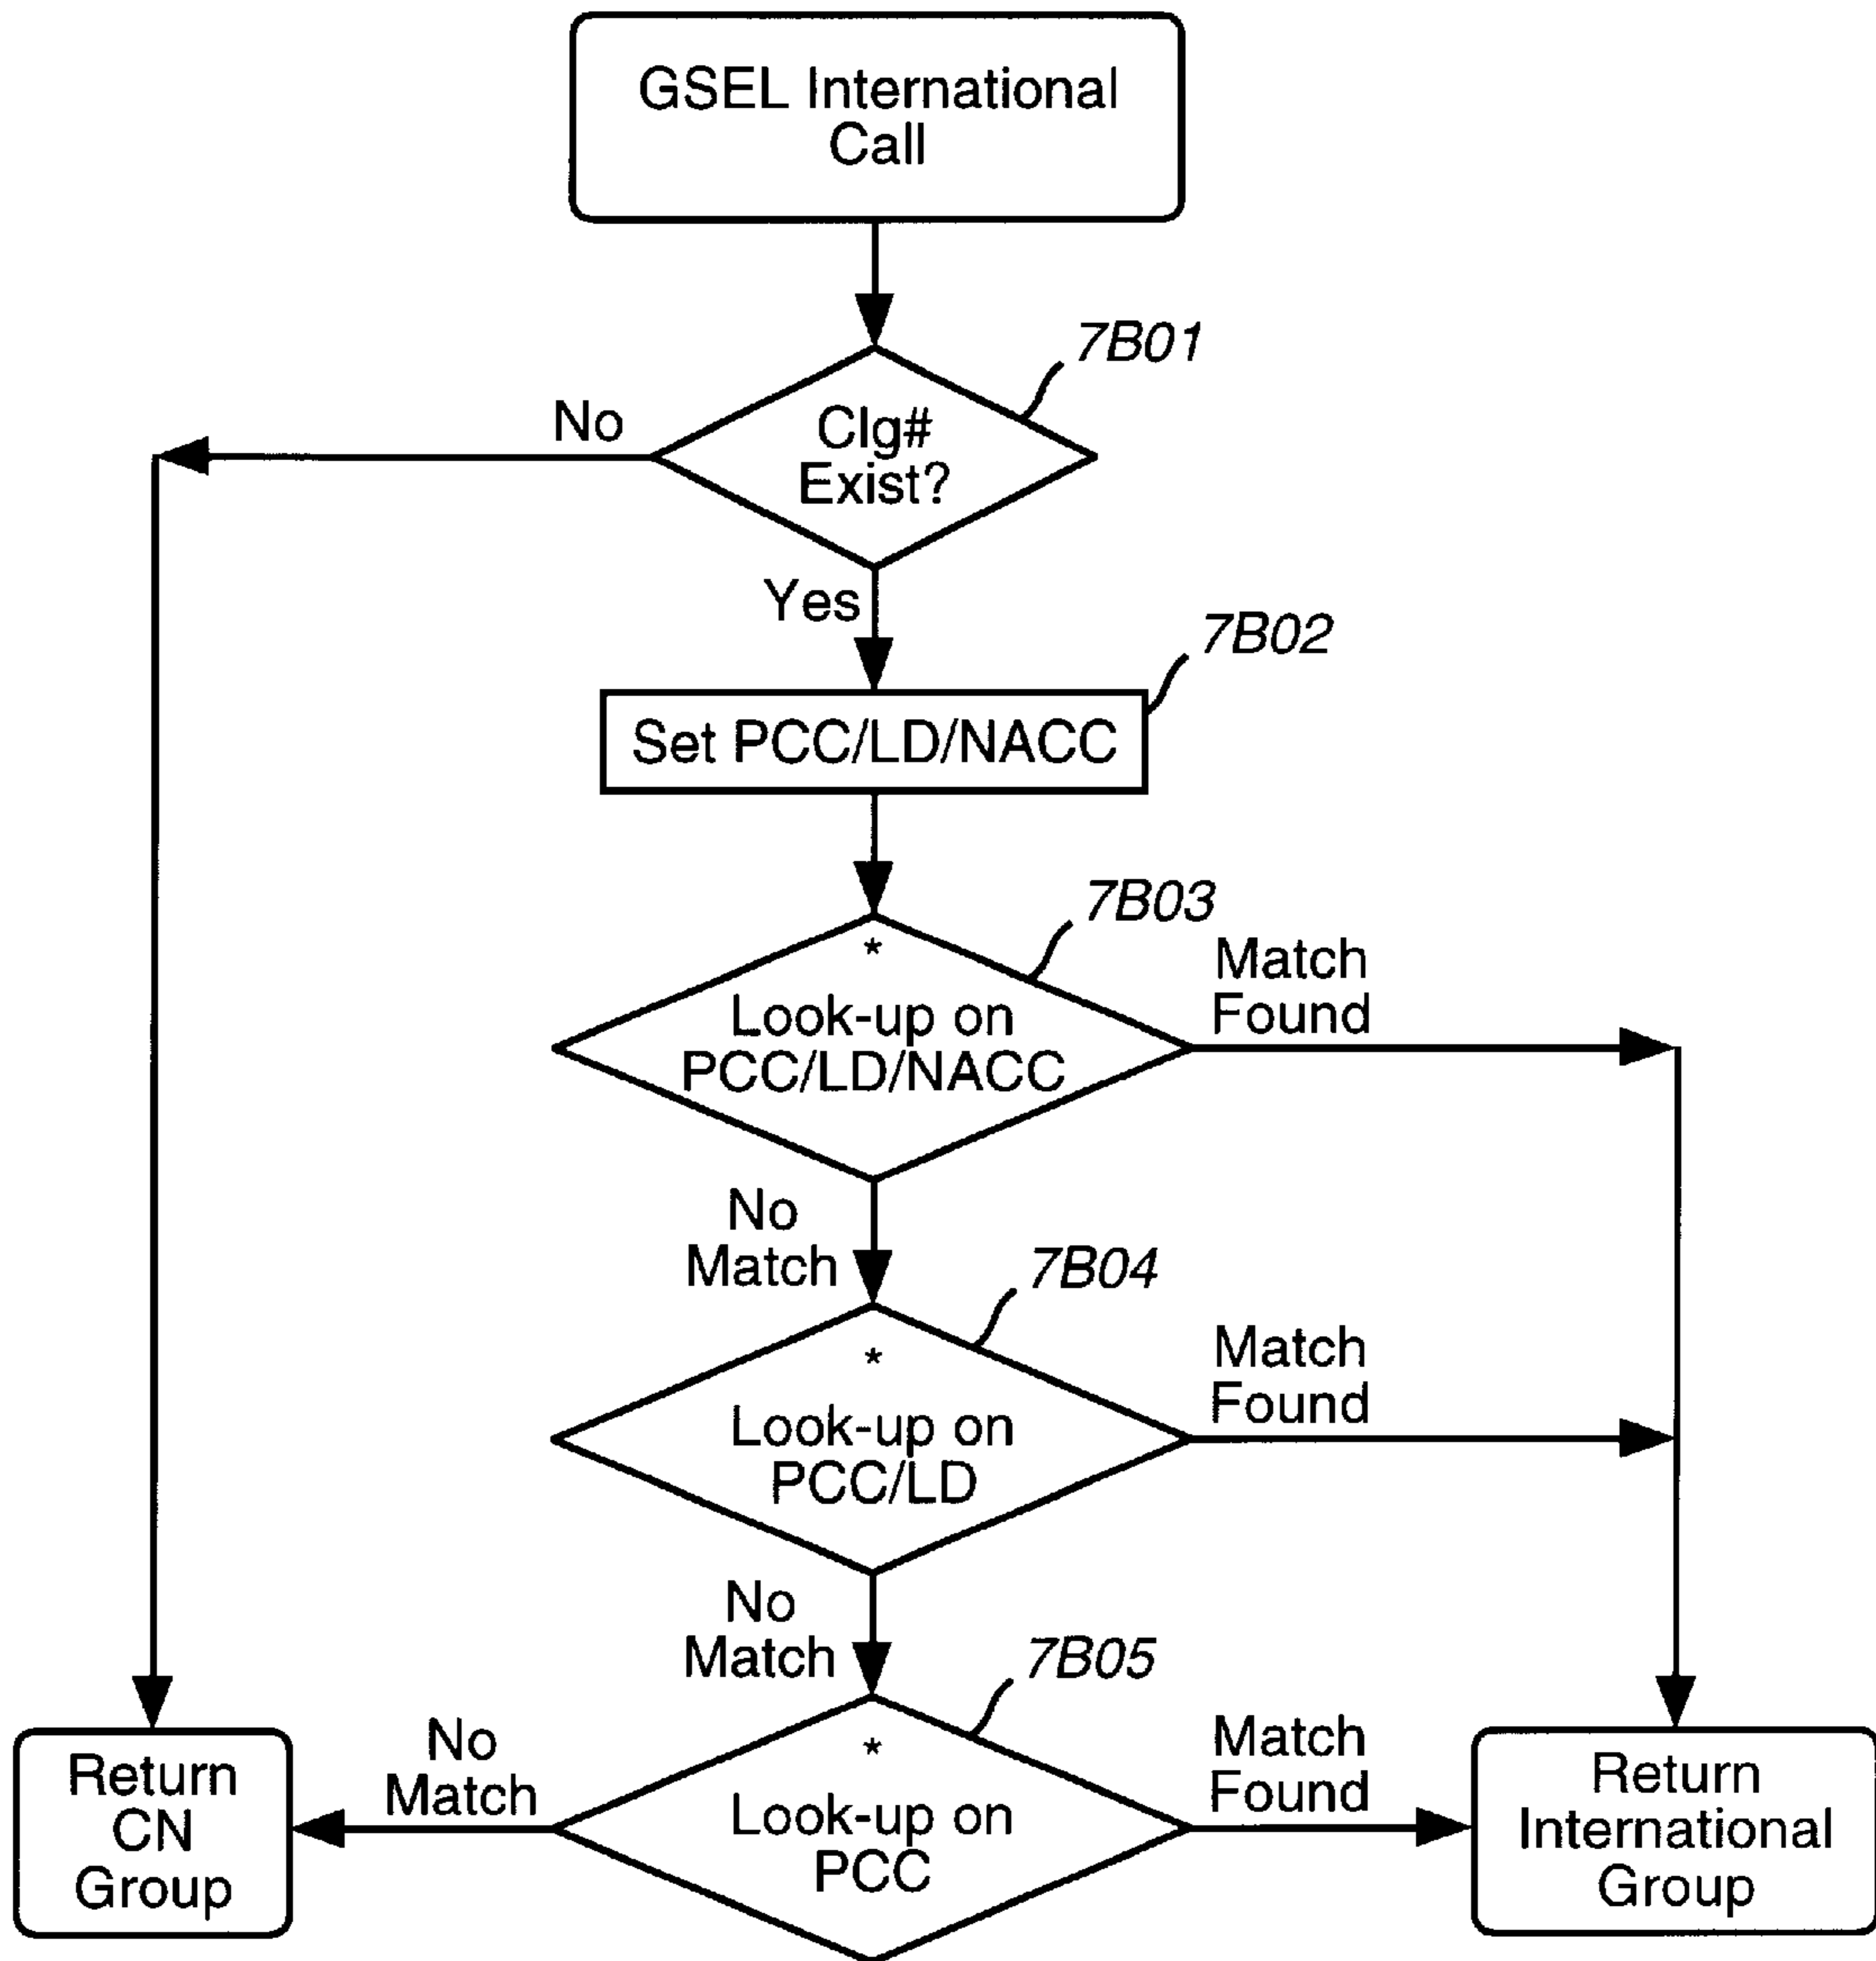 GSEL International
Call
7B01
No
Clg#
Exist?
Yes
7B02
Set PCC/LD/NACC
7B03
*
Look-up on
PCC/LD/NACC
Match
Found
No
Match
7B04
*
Look-up on
PCC/LD
Match
Found
No
Match
7B05
*
Look-up on
PCC
No
Match
Match
Found
Return
CN
Group
Return
International
Group